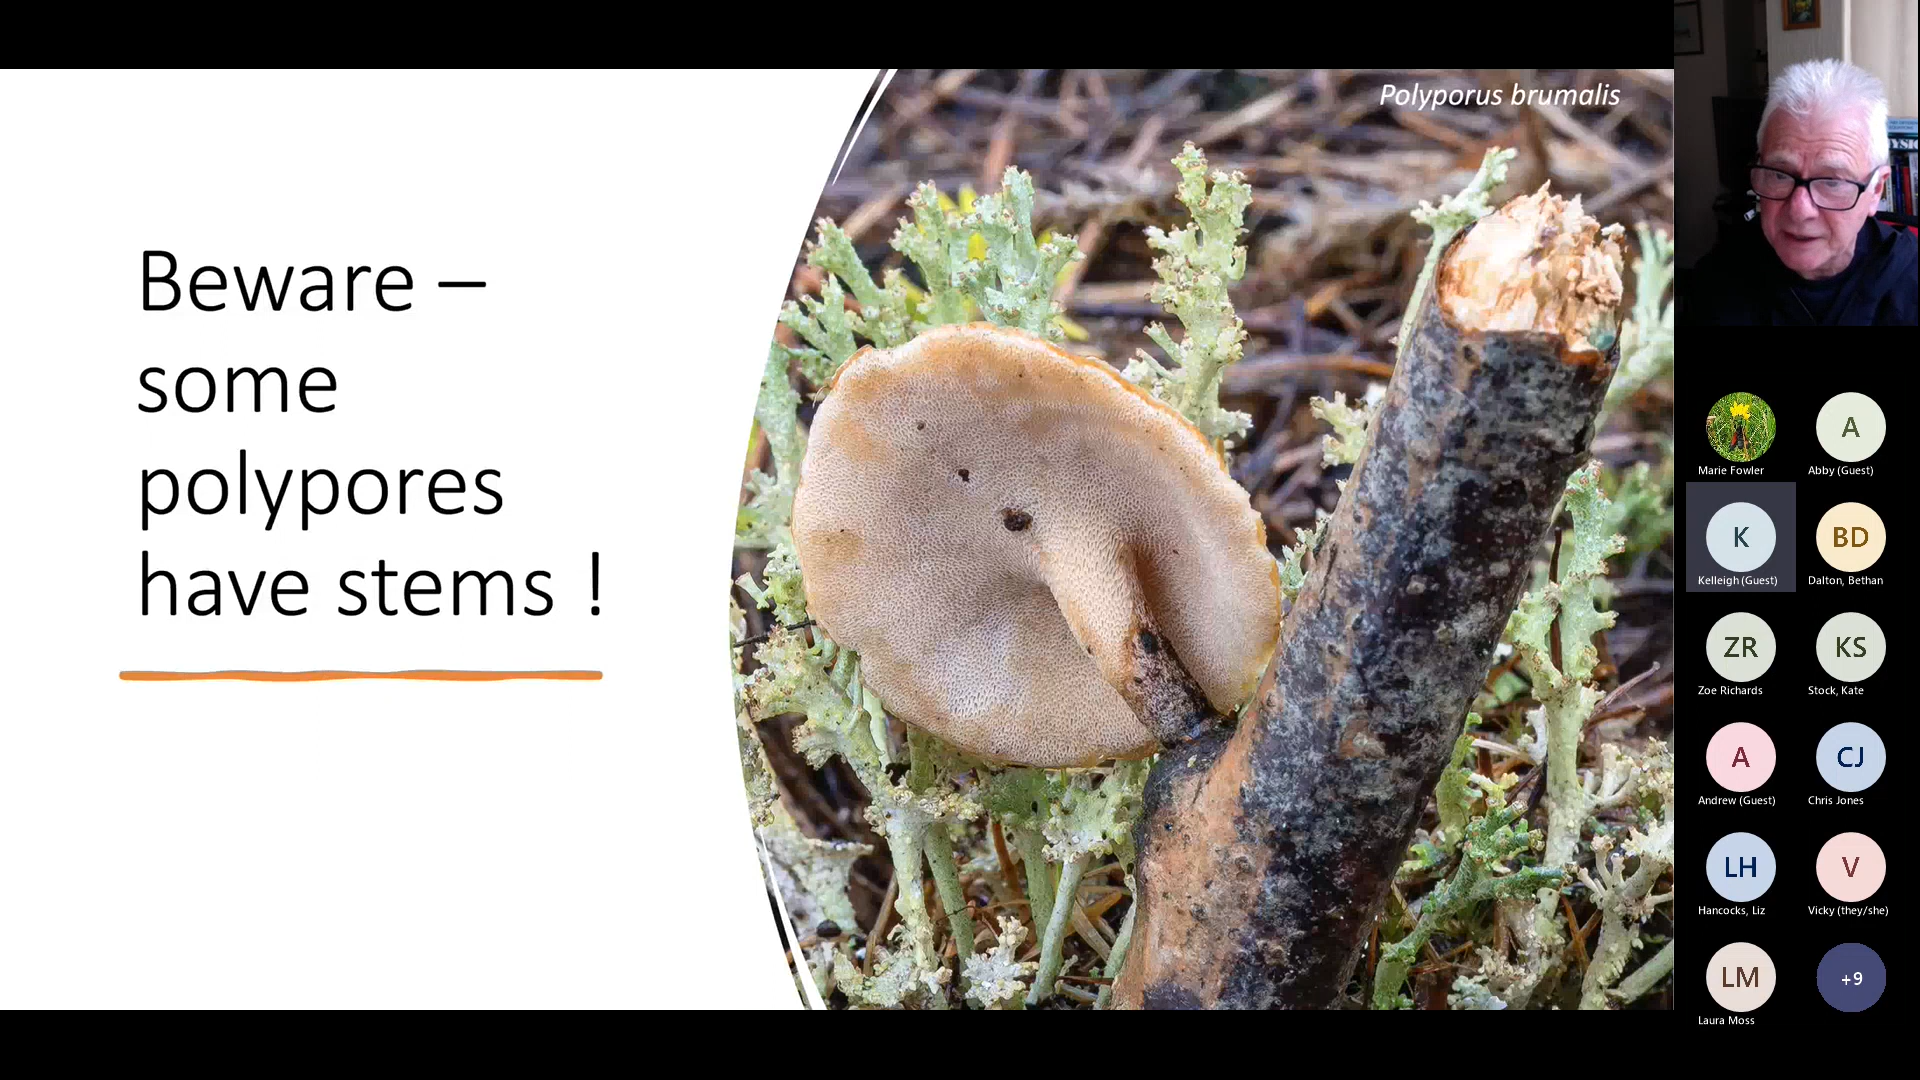 Polyporus brumalis
Beware –
some
polypores
have stems !
Marie Fowler
A
Abby (Guest)
K
Kelleigh (Guest)
BD
Dalton, Bethan
ZR
Zoe Richards
KS
Stock, Kate
A
Andrew (Guest)
CJ
Chris Jones
LH
Hancocks, Liz
V
Vicky (they/she)
LM
Laura Moss
+9